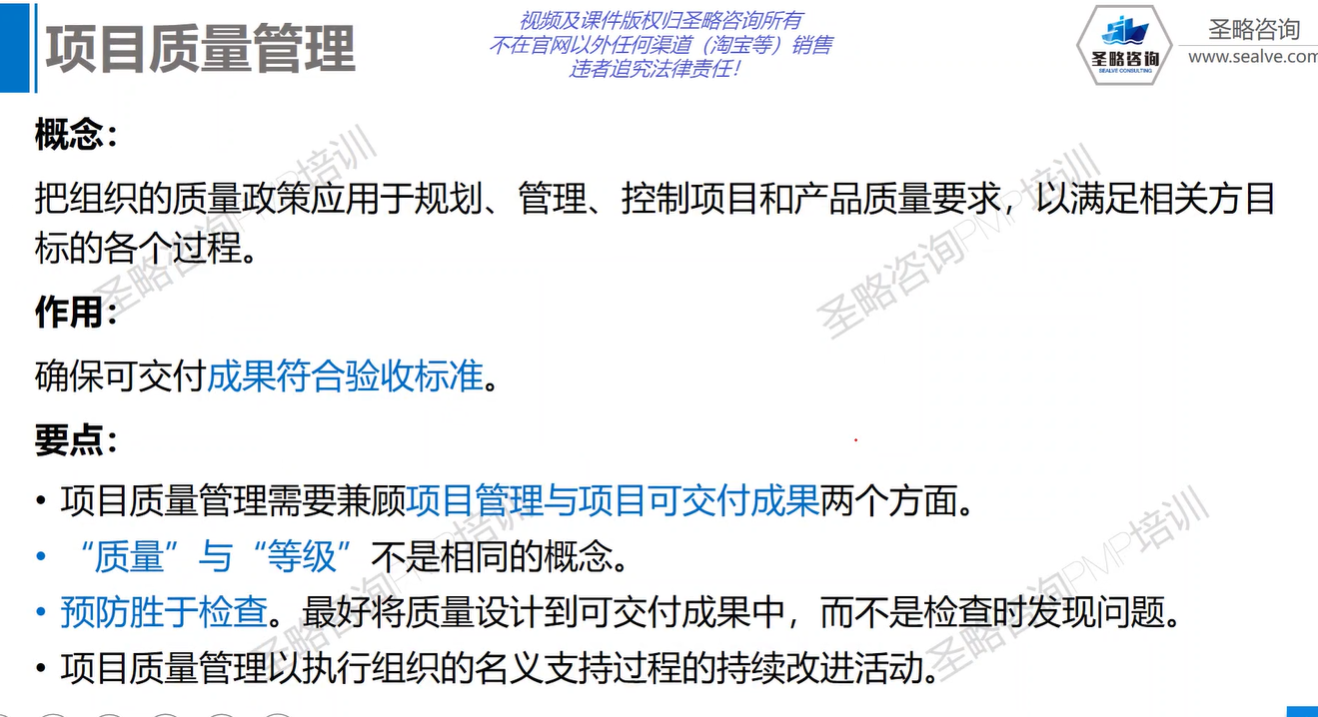 项目质量管理
视频及课件版权归圣略咨询所有
不在官网以外任何渠道（淘宝等）销售
违者追究法律责任！
圣略咨询
SEALVE CONSULTING
圣略咨询
www.sealve.com
概念：
把组织的质量政策应用于规划、管理、控制项目和产品质量要求，以满足相关方目
标的各个过程。
作用：
确保可交付成果符合验收标准。
要点：
• 项目质量管理需要兼顾项目管理与项目可交付成果两个方面。
• “质量”与“等级”不是相同的概念。
• 预防胜于检查。最好将质量设计到可交付成果中，而不是检查时发现问题。
• 项目质量管理以执行组织的名义支持过程的持续改进活动。
圣略咨询PMP培训
圣略咨询PMP培训
圣略咨询PMP培训
圣略咨询PMP培训